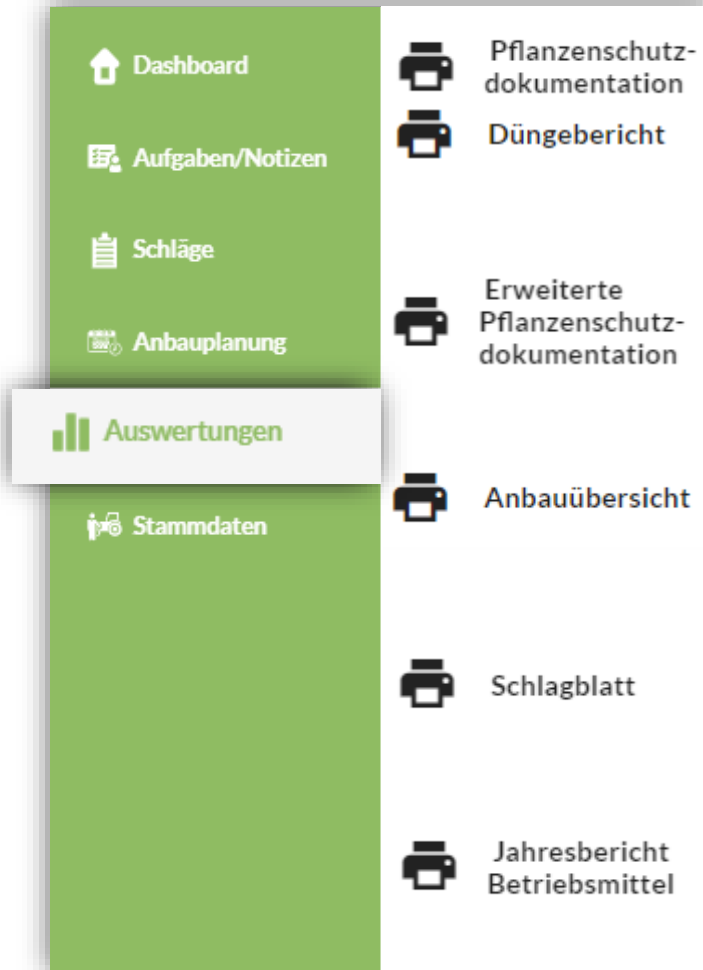 Dashboard
Aufgaben/Notizen
Schläge
Anbauplanung
Auswertungen
Stammdaten
Pflanzenschutz-
dokumentation
Düngebericht
Erweiterte
Pflanzenschutz-
dokumentation
Anbauübersicht
Schlagblatt
Jahresbericht
Betriebsmittel